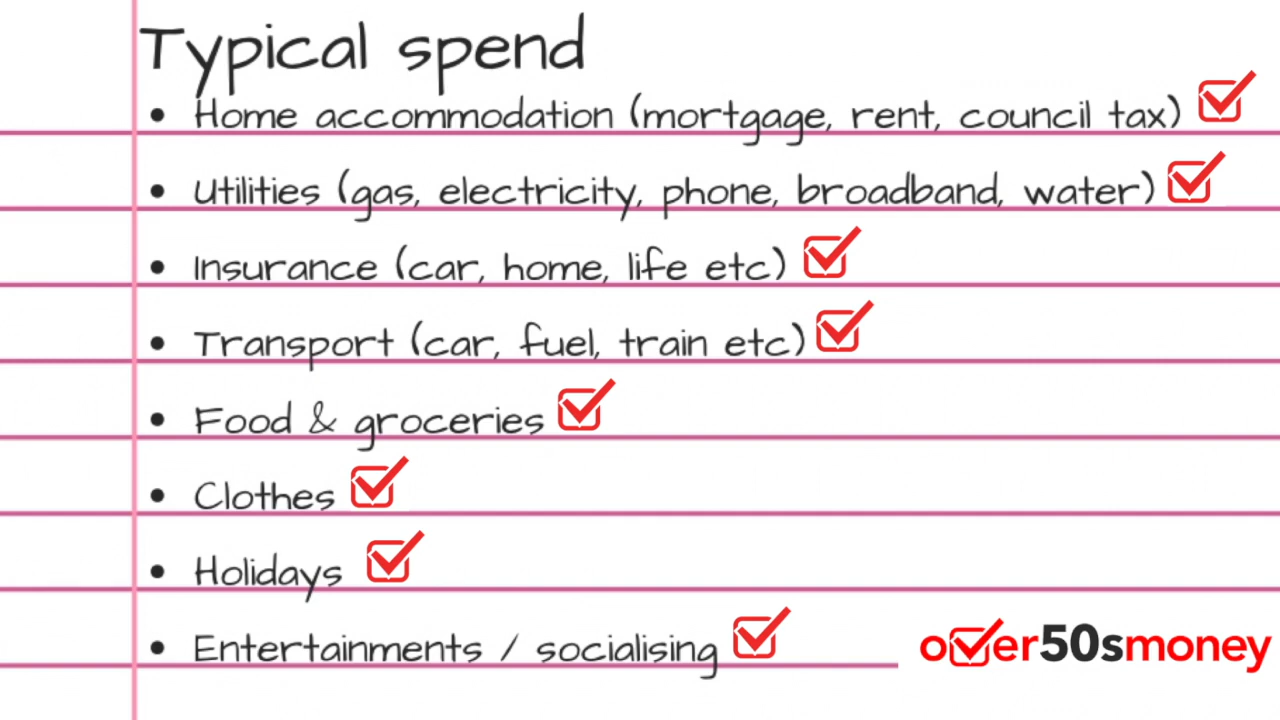 Typical spend
• Home accommodation (mortgage, rent, council tax)
• Utilities (gas, electricity, phone, broadband, water)
• Insurance (car, home, life etc)
• Transport (car, fuel, train etc)
• Food & groceries
• Clothes
• Holidays
• Entertainments / socialising
over50smoney